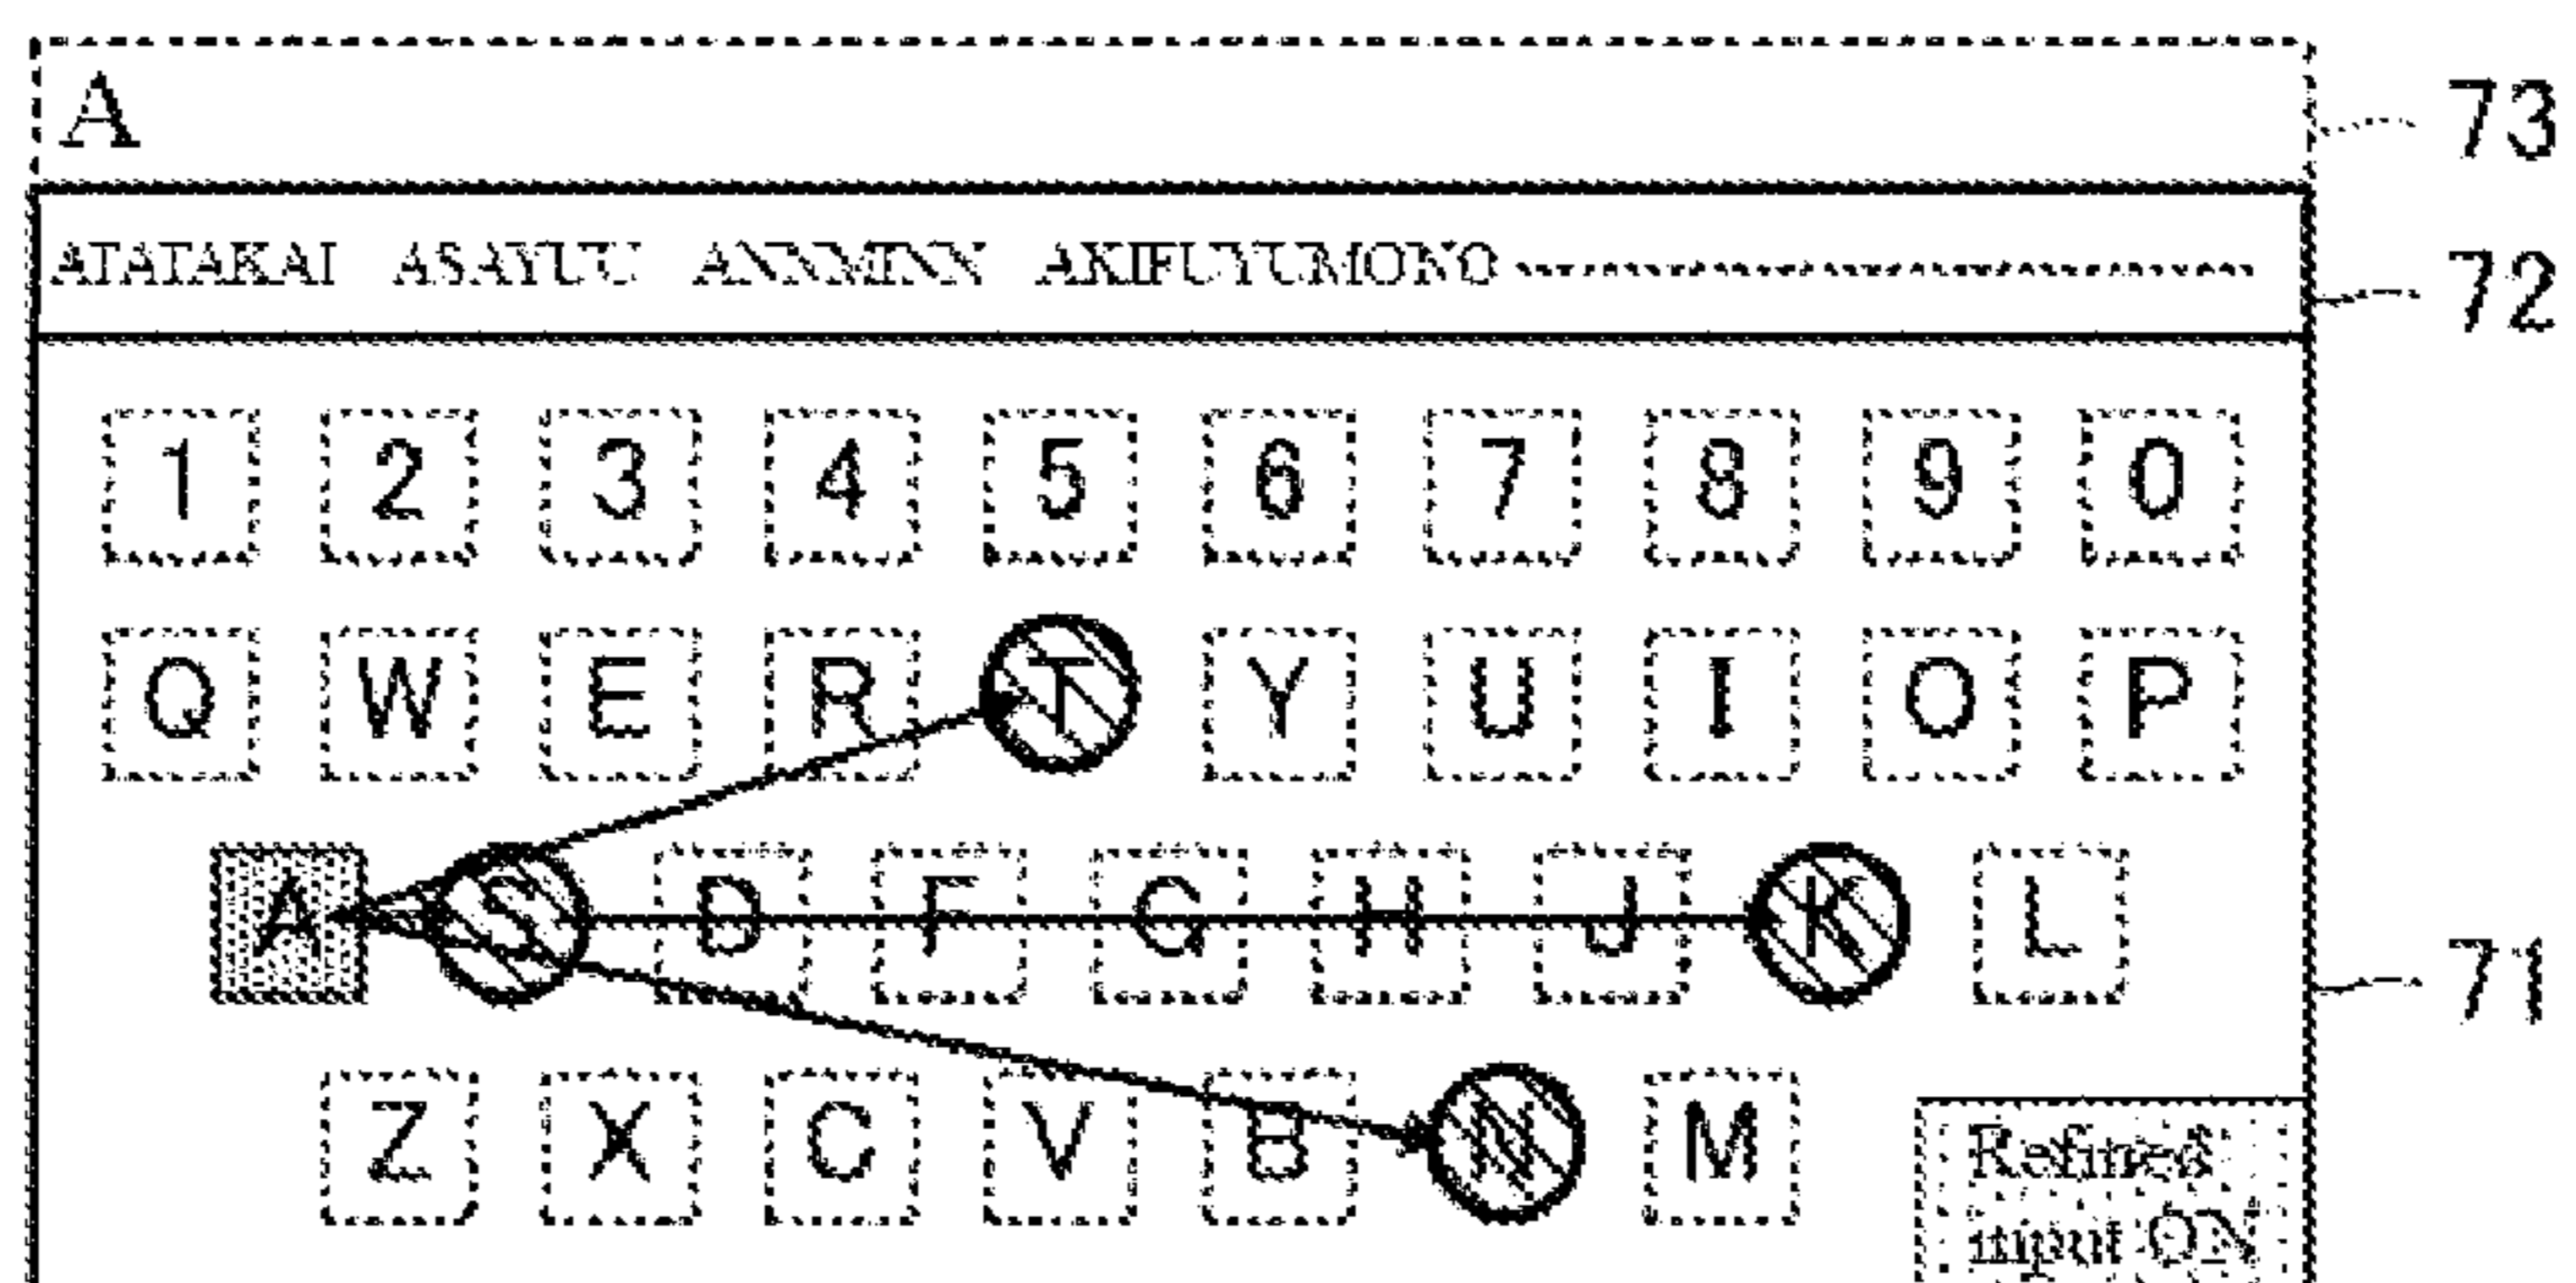 A
73
ATATAKAI ASAYUU ANNMINN AKIFUYUMONO
72
1 2 3 4 5 6 7 8 9 0
Q W E R T Y U I O P
A S D F G H J K L
71
Z X C V B N M
Refined
input ON